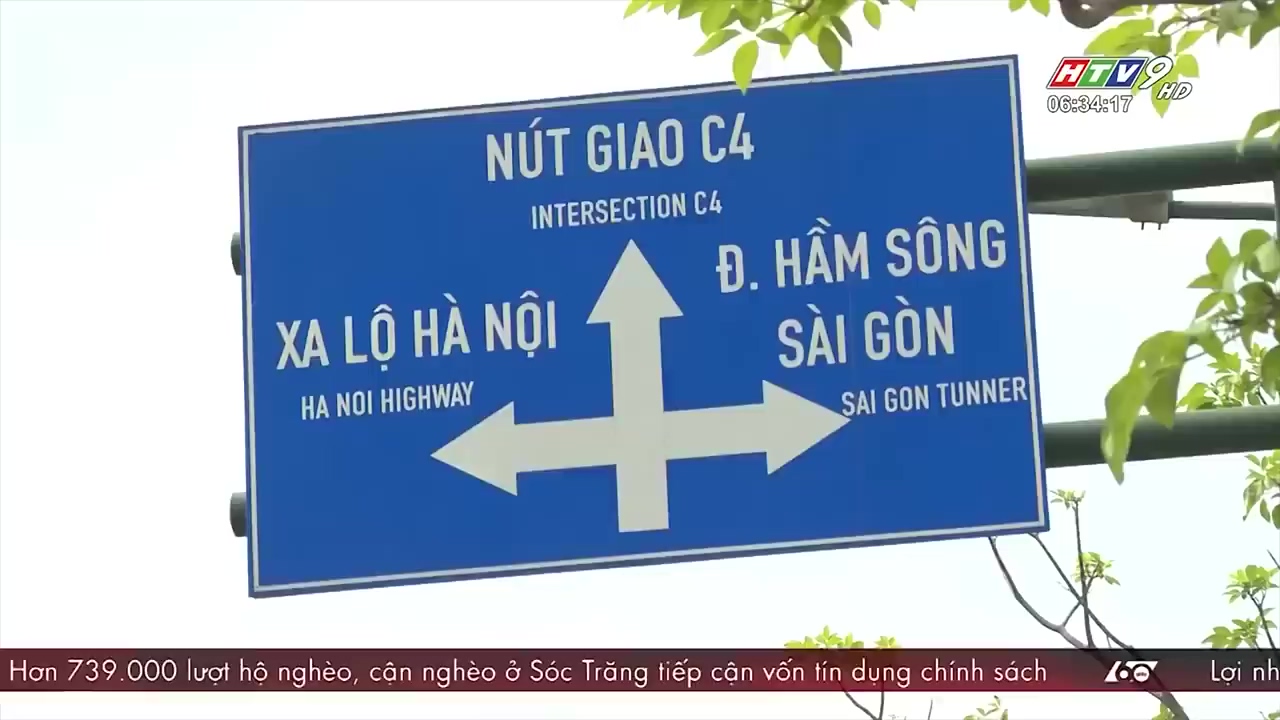 HTV9 HD
06:34:17
NÚT GIAO C4
INTERSECTION C4
Đ. HẦM SÔNG
SÀI GÒN
SAI GON TUNNER
XA LỘ HÀ NỘI
HA NOI HIGHWAY
Hơn 739.000 lượt hộ nghèo, cận nghèo ở Sóc Trăng tiếp cận vốn tín dụng chính sách
Lợi nh